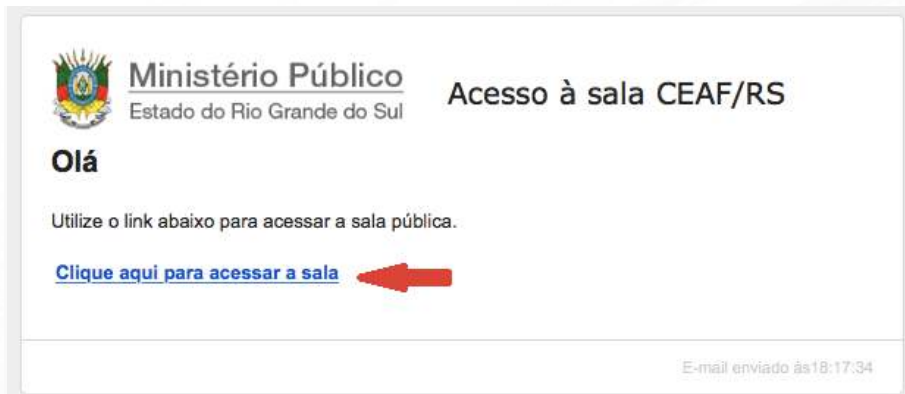 Ministério Público
Estado do Rio Grande do Sul
Acesso à sala CEAF/RS
Olá
Utilize o link abaixo para acessar a sala pública.
Clique aqui para acessar a sala
E-mail enviado às18:17:34